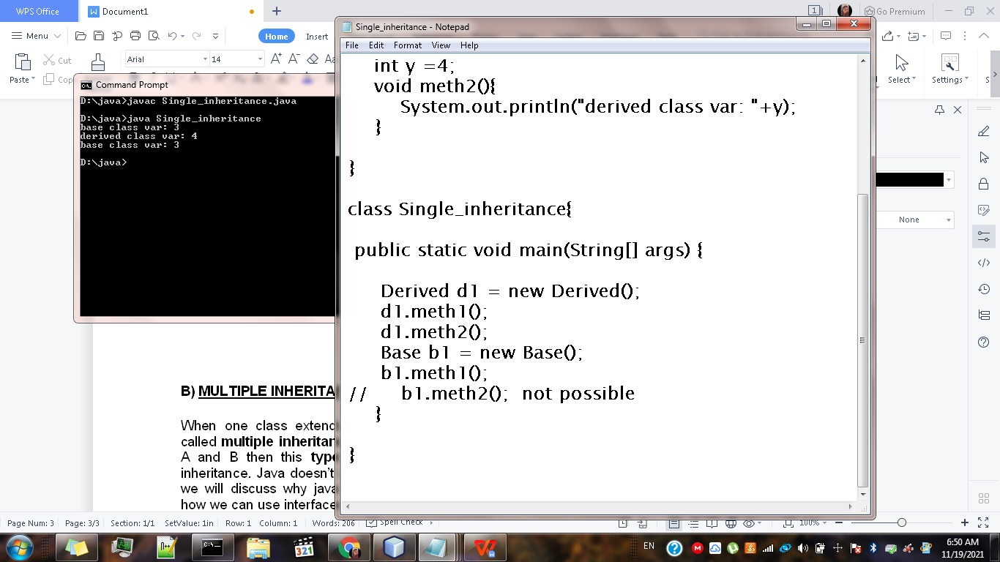 WPS Office
Document1
Single_inheritance - Notepad
1
Go Premium
Menu
Home
Insert
File Edit Format View Help
Paste
Cut
Arial
14
Select
Settings
Command Prompt
D:\java>javac Single_inheritance.java
D:\java>java Single_inheritance
base class var: 3
derived class var: 4
base class var: 3
D:\java>
int y =4;
void meth2(){
System.out.println("derived class var: "+y);
}
}
class Single_inheritance{
public static void main(String[] args) {
Derived d1 = new Derived();
d1.meth1();
d1.meth2();
Base b1 = new Base();
b1.meth1();
// b1.meth2(); not possible
}
}
None
B) MULTIPLE INHERITA
When one class extend
called multiple inheritan
A and B then this type
inheritance. Java doesn't
we will discuss why java
how we can use interface
Page Num: 3 Page: 3/3 Section: 1/1 SetValue: 1in Row: 1 Column: 1 Words: 206 Spell Check
100%
321
EN
6:50 AM
11/19/2021